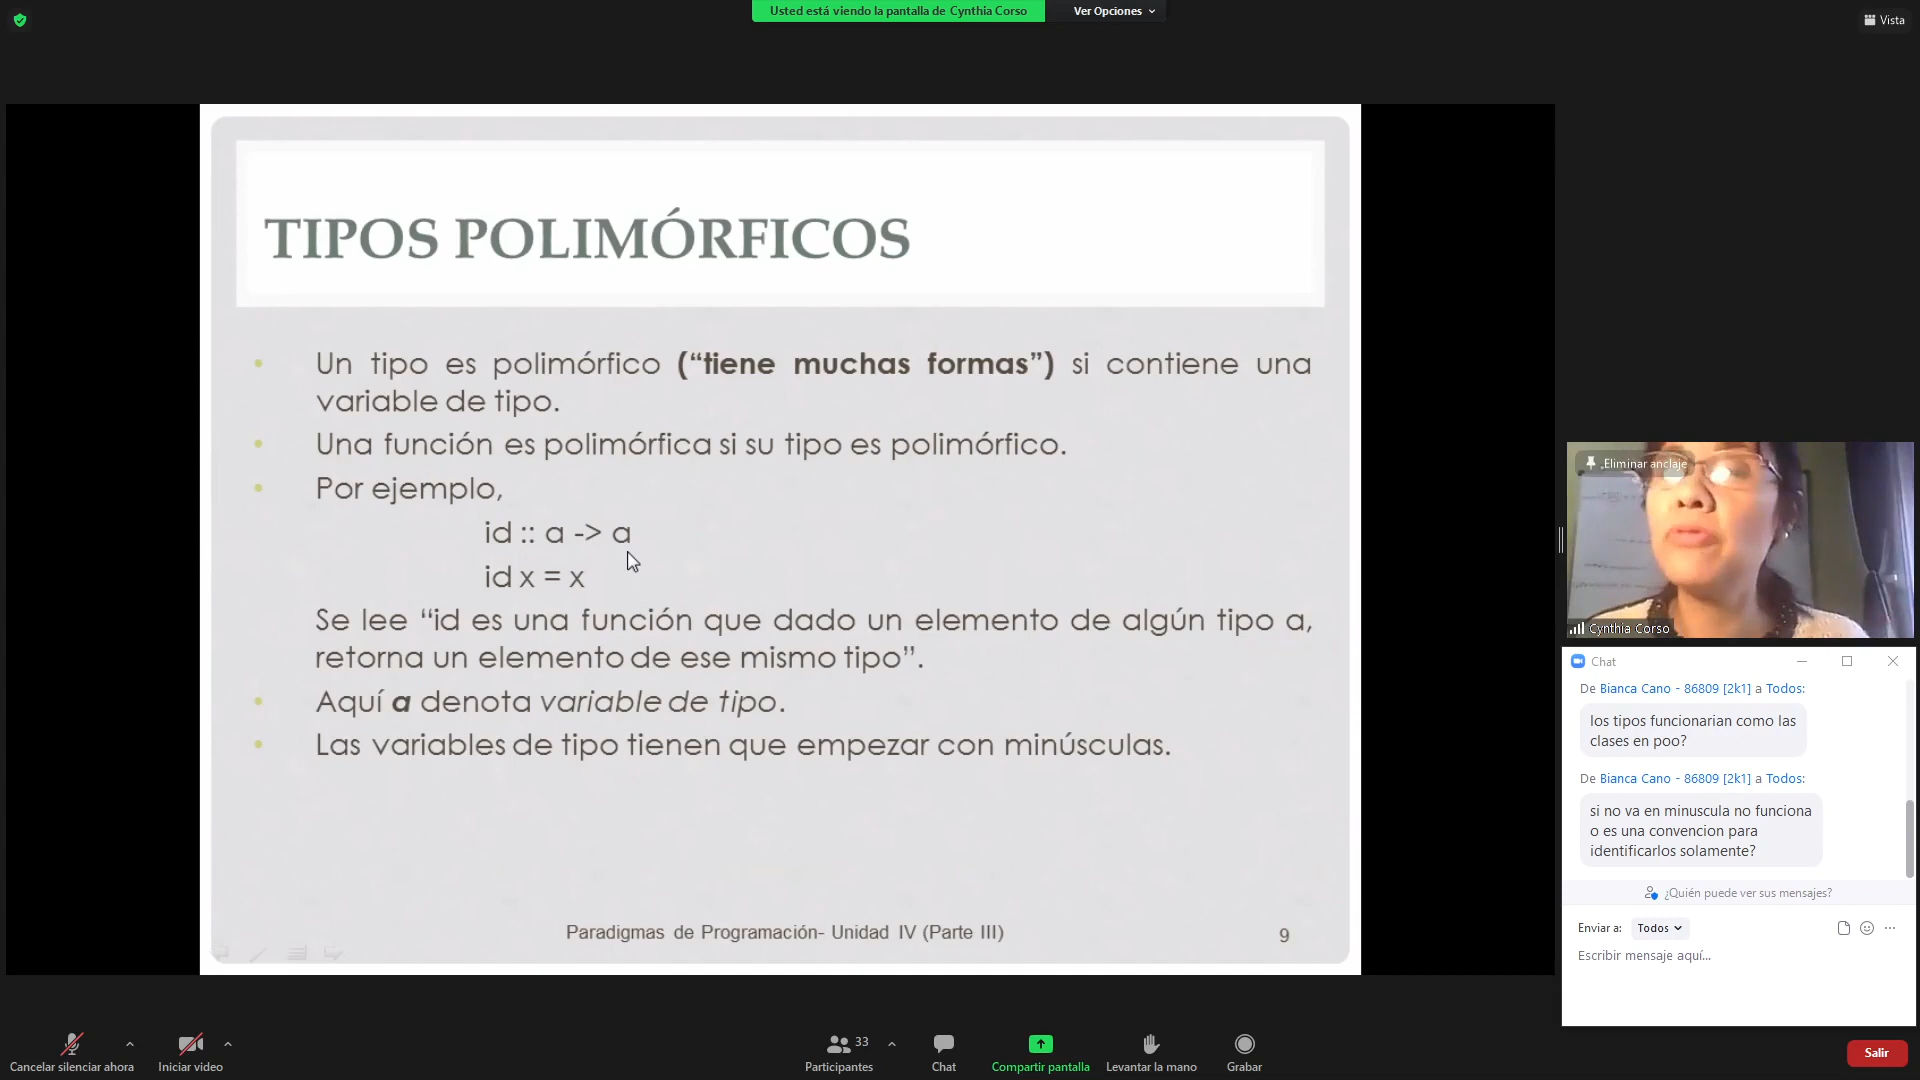 Usted está viendo la pantalla de Cynthia Corso
Ver Opciones
Vista
TIPOS POLIMÓRFICOS
• Un tipo es polimórfico (“tiene muchas formas”) si contiene una
variable de tipo.
• Una función es polimórfica si su tipo es polimórfico.
• Por ejemplo,
id :: a -> a
id x = x
Se lee “id es una función que dado un elemento de algún tipo a,
retorna un elemento de ese mismo tipo”.
• Aquí a denota variable de tipo.
• Las variables de tipo tienen que empezar con minúsculas.
Paradigmas de Programación- Unidad IV (Parte III)
9
Eliminar anclaje
Cynthia Corso
Chat
De Bianca Cano - 86809 [2k1] a Todos:
los tipos funcionarian como las
clases en poo?
De Bianca Cano - 86809 [2k1] a Todos:
si no va en minuscula no funciona
o es una convencion para
identificarlos solamente?
¿Quién puede ver sus mensajes?
Enviar a: Todos
Escribir mensaje aquí...
Cancelar silenciar ahora
Iniciar video
33
Participantes
Chat
Compartir pantalla
Levantar la mano
Grabar
Salir